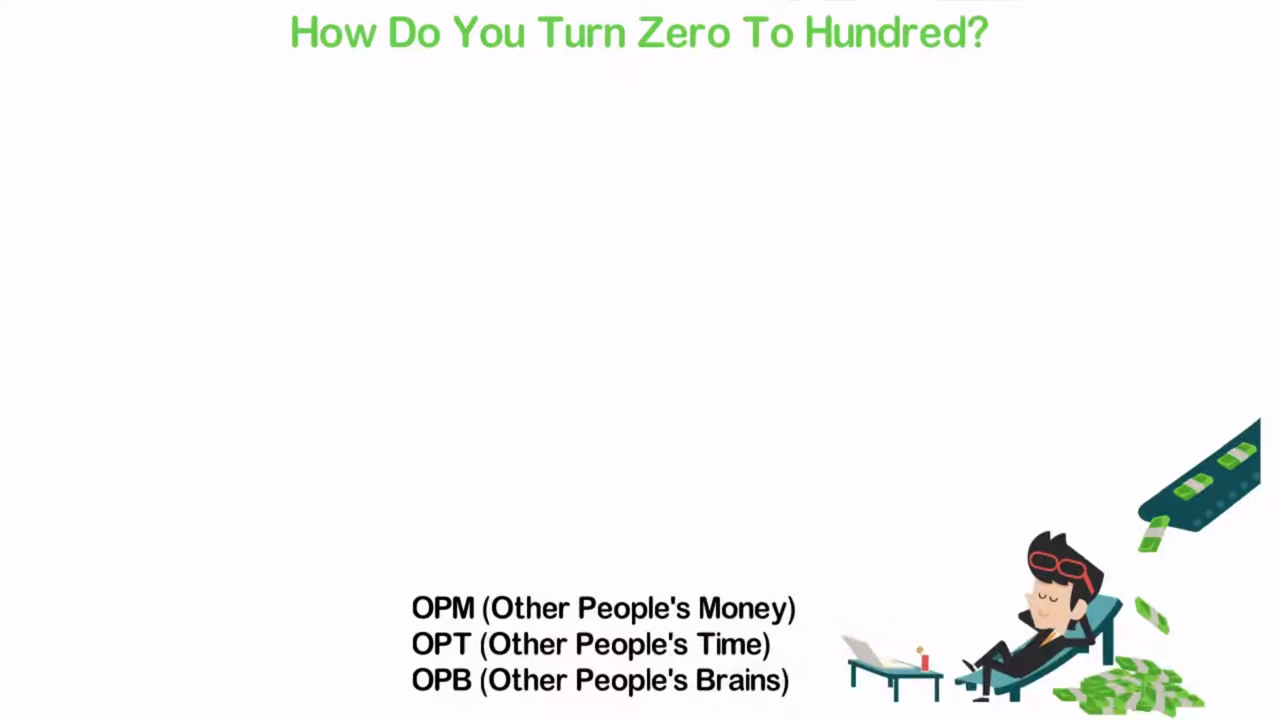 How Do You Turn Zero To Hundred?
OPM (Other People's Money)
OPT (Other People's Time)
OPB (Other People's Brains)